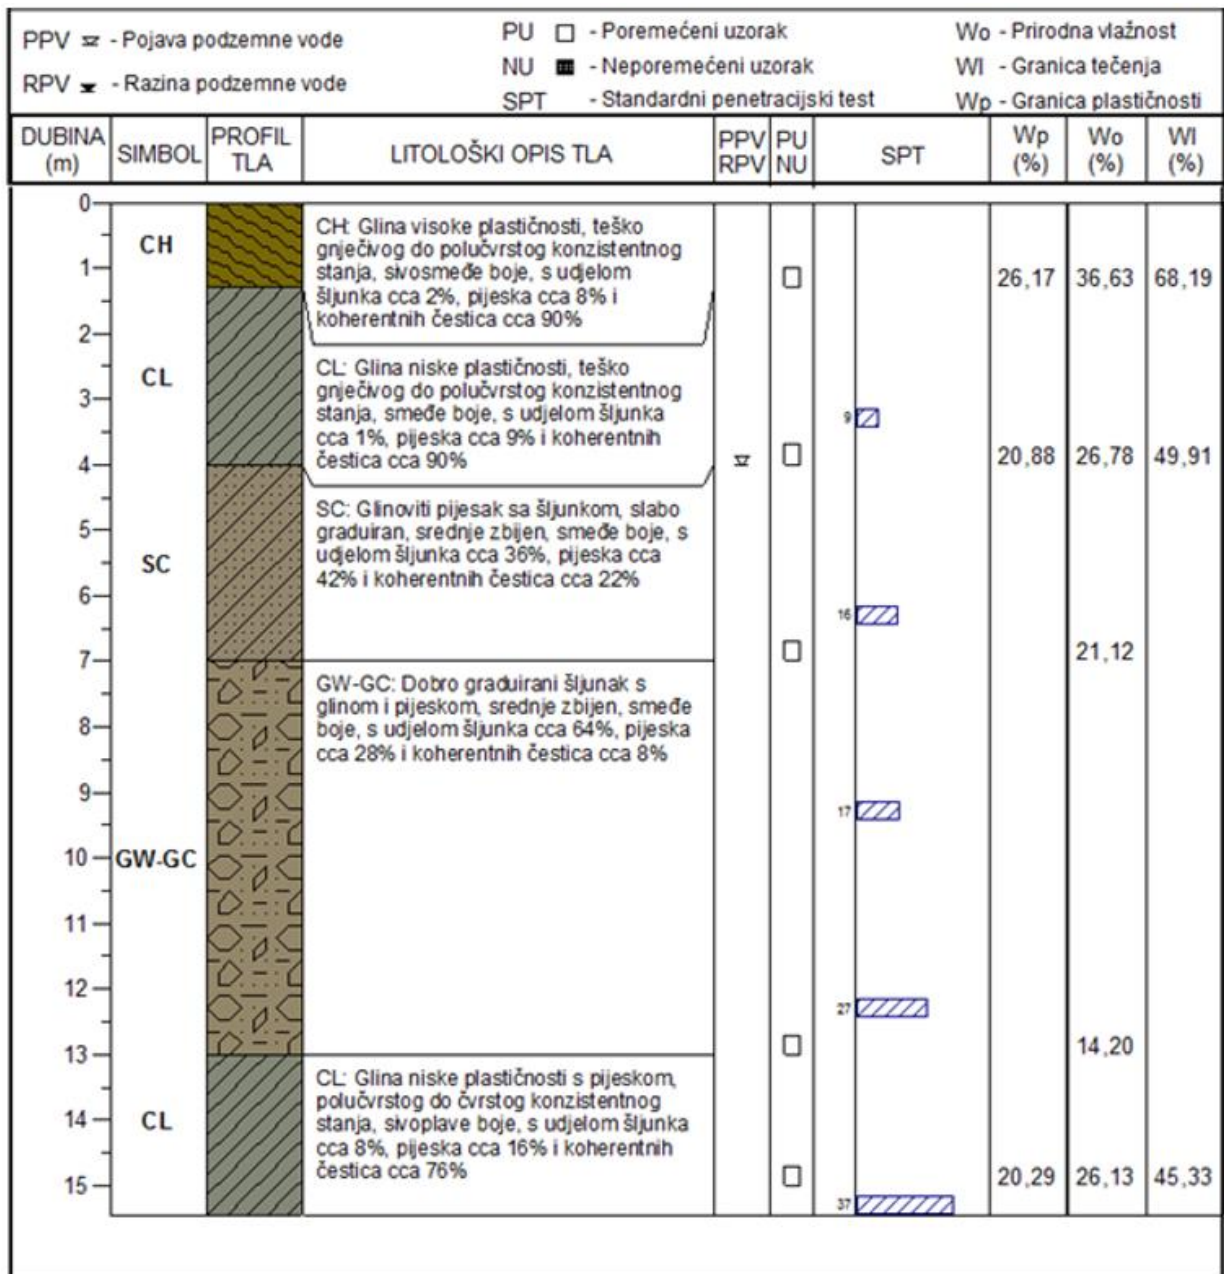 PPV - Pojava podzemne vode
RPV - Razina podzemne vode
PU - Poremećeni uzorak
NU - Neporemećeni uzorak
SPT - Standardni penetracijski test
Wo - Prirodna vlažnost
Wl - Granica tečenja
Wp - Granica plastičnosti
DUBINA (m)
SIMBOL
PROFIL TLA
LITOLOŠKI OPIS TLA
PPV RPV
PU NU
SPT
Wp (%)
Wo (%)
Wl (%)
0
CH
CH: Glina visoke plastičnosti, teško
gnječivog do polučvrstog konzistentnog
stanja, sivosmeđe boje, s udjelom
šljunka cca 2%, pijeska cca 8% i
koherentnih čestica cca 90%
1
26,17 36,63 68,19
2
CL
CL: Glina niske plastičnosti, teško
gnječivog do polučvrstog konzistentnog
stanja, smeđe boje, s udjelom šljunka
cca 1%, pijeska cca 9% i koherentnih
čestica cca 90%
3
9
4
20,88 26,78 49,91
SC
SC: Glinoviti pijesak sa šljunkom, slabo
graduiran, srednje zbijen, smeđe boje, s
udjelom šljunka cca 36%, pijeska cca
42% i koherentnih čestica cca 22%
5
6
16
7
21,12
GW-GC: Dobro graduirani šljunak s
glinom i pijeskom, srednje zbijen, smeđe
boje, s udjelom šljunka cca 64%, pijeska
cca 28% i koherentnih čestica cca 8%
8
9
17
10
GW-GC
11
12
27
13
14,20
CL: Glina niske plastičnosti s pijeskom,
polučvrstog do čvrstog konzistentnog
stanja, sivoplave boje, s udjelom šljunka
cca 8%, pijeska cca 16% i koherentnih
čestica cca 76%
14
CL
15
20,29 26,13 45,33
37